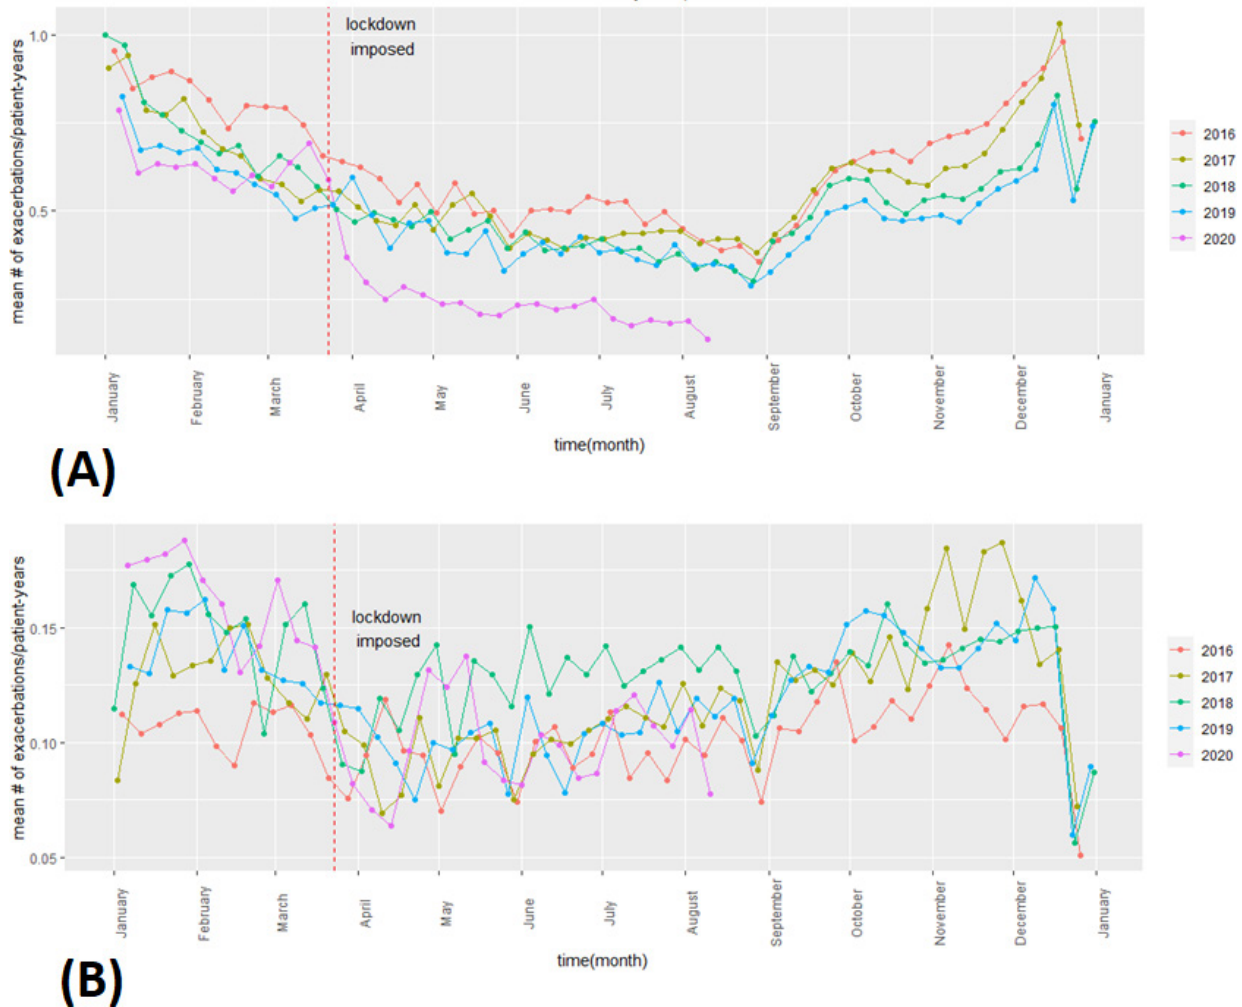 lockdown
imposed
mean # of exacerbations/patient-years
1.0
0.5
January
February
March
April
May
June
July
August
September
October
November
December
January
time(month)
2016
2017
2018
2019
2020
(A)
lockdown
imposed
mean # of exacerbations/patient-years
0.15
0.10
0.05
January
February
March
April
May
June
July
August
September
October
November
December
January
time(month)
2016
2017
2018
2019
2020
(B)